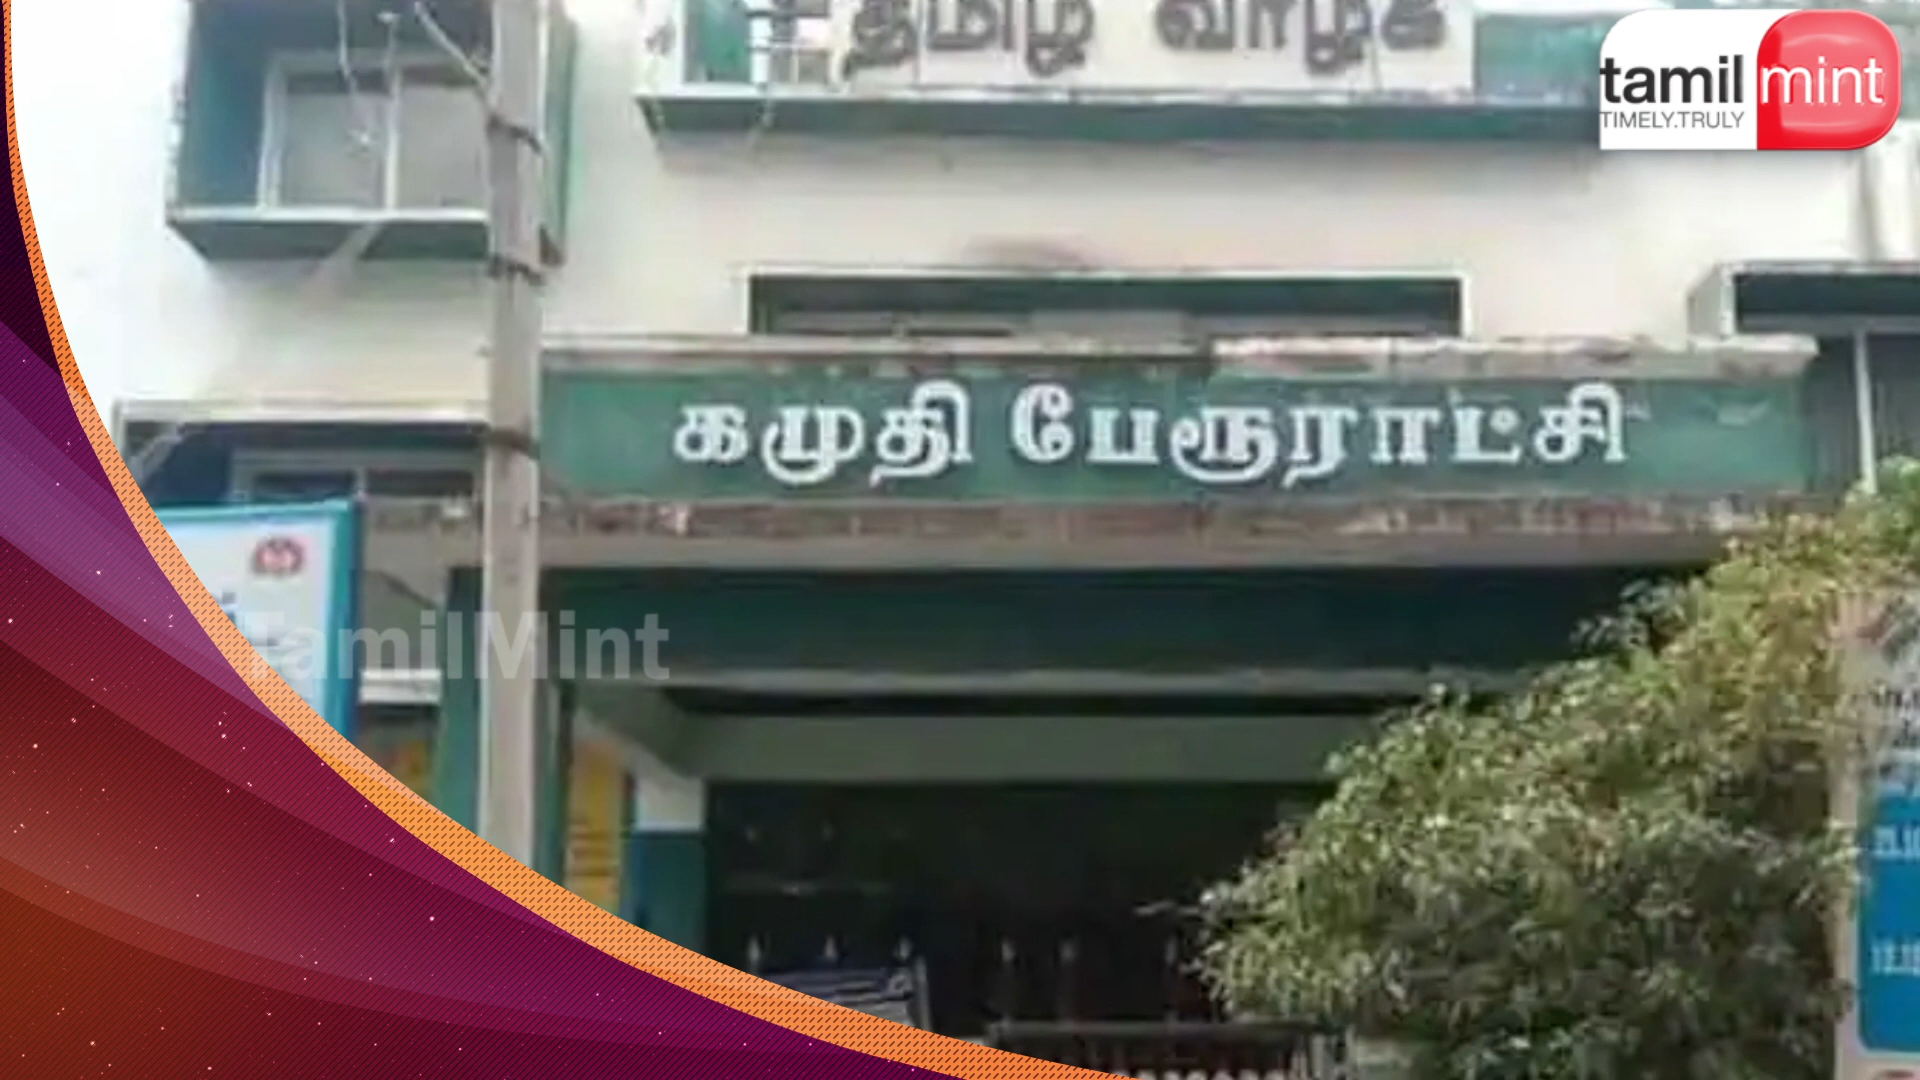 தமிழ் வாழ்க
tamil mint
TIMELY.TRULY
கமுதி பேரூராட்சி
TamilMint